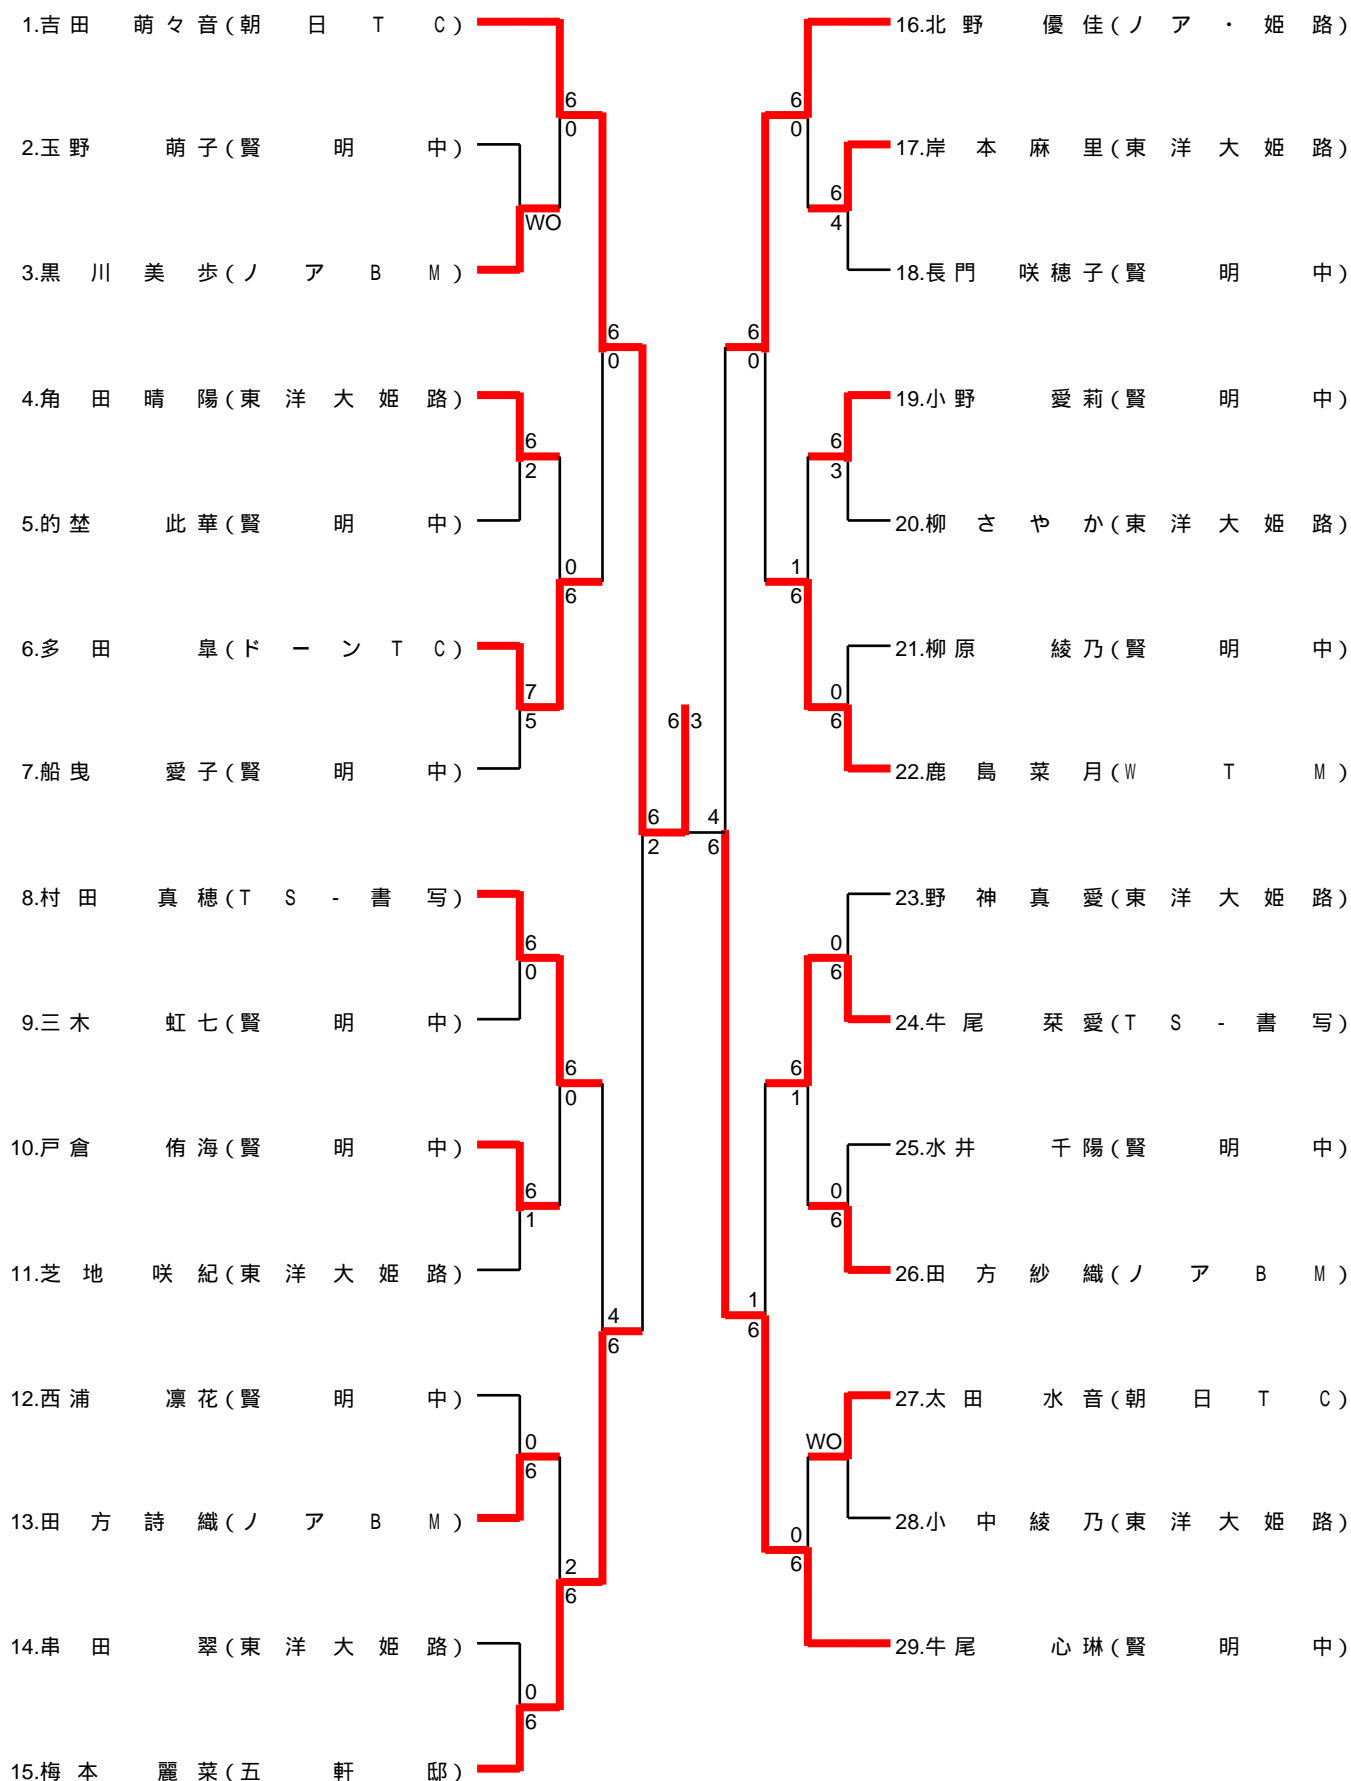 1.吉田 萌々音(朝日TC)
6
0
2.玉野 萌子(賢明中)
WO
3.黒川美歩(ノアBM)
6
0
4.角田晴陽(東洋大姫路)
6
2
5.的埜 此華(賢明中)
0
6
6.多田 皐(ドーンTC)
7
5
7.船曳 愛子(賢明中)
6
2
8.村田 真穂(TS-書写)
6
0
9.三木 虹七(賢明中)
6
0
10.戸倉 侑海(賢明中)
6
1
11.芝地 咲紀(東洋大姫路)
4
6
12.西浦 凛花(賢明中)
0
6
13.田方詩織(ノアBM)
2
6
14.串田 翠(東洋大姫路)
0
6
15.梅本 麗菜(五軒邸)
6 3
16.北野 優佳(ノア・姫路)
6
0
17.岸本麻里(東洋大姫路)
6
4
18.長門 咲穂子(賢明中)
6
0
19.小野 愛莉(賢明中)
6
3
20.柳さやか(東洋大姫路)
1
6
21.柳原 綾乃(賢明中)
0
6
22.鹿島菜月(WTM)
4
6
23.野神真愛(東洋大姫路)
0
6
24.牛尾 栞愛(TS-書写)
6
1
25.水井 千陽(賢明中)
0
6
26.田方紗織(ノアBM)
1
6
27.太田 水音(朝日TC)
WO
28.小中綾乃(東洋大姫路)
0
6
29.牛尾 心琳(賢明中)